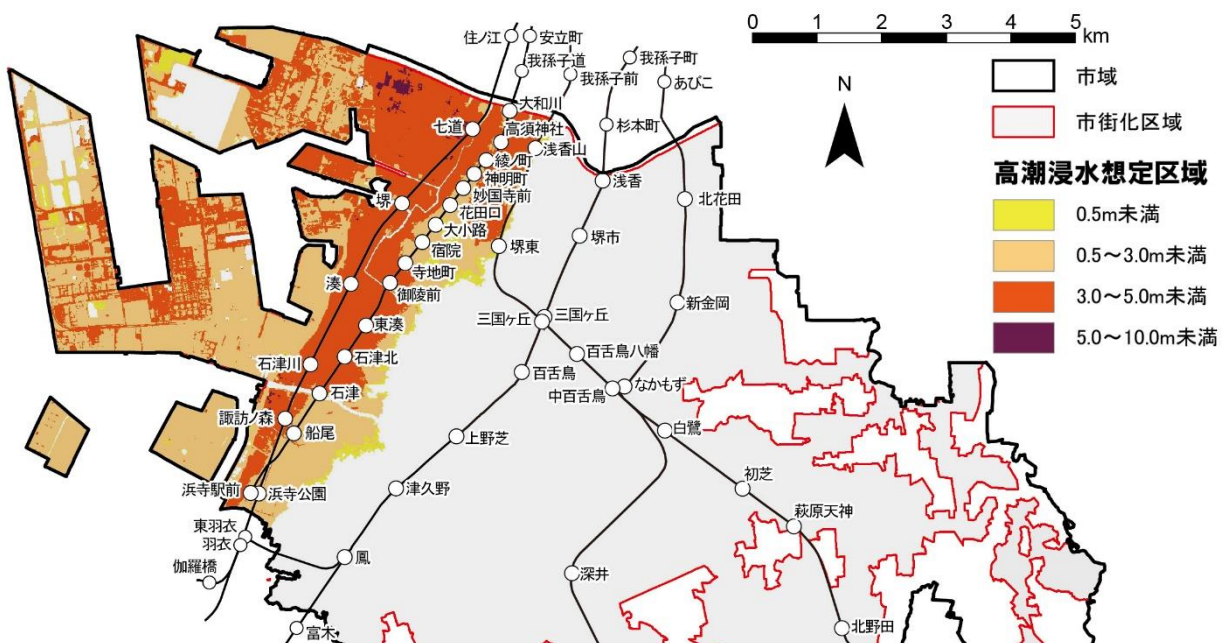 0 1 2 3 4 5
km
N
市域
市街化区域
高潮浸水想定区域
0.5m未満
0.5～3.0m未満
3.0～5.0m未満
5.0～10.0m未満
住ノ江
安立町
我孫子道
我孫子前
我孫子町
あびこ
大和川
七道
高須神社
浅香山
杉本町
綾ノ町
神明町
妙国寺前
浅香
北花田
堺
花田口
大小路
宿院
堺東
堺市
寺地町
湊
御陵前
新金岡
三国ヶ丘
三国ヶ丘
東湊
石津川
石津北
百舌鳥八幡
百舌鳥
なかもず
中百舌鳥
石津
諏訪ノ森
船尾
上野芝
白鷺
浜寺駅前
浜寺公園
津久野
初芝
東羽衣
羽衣
萩原天神
伽羅橋
鳳
深井
富木
北野田